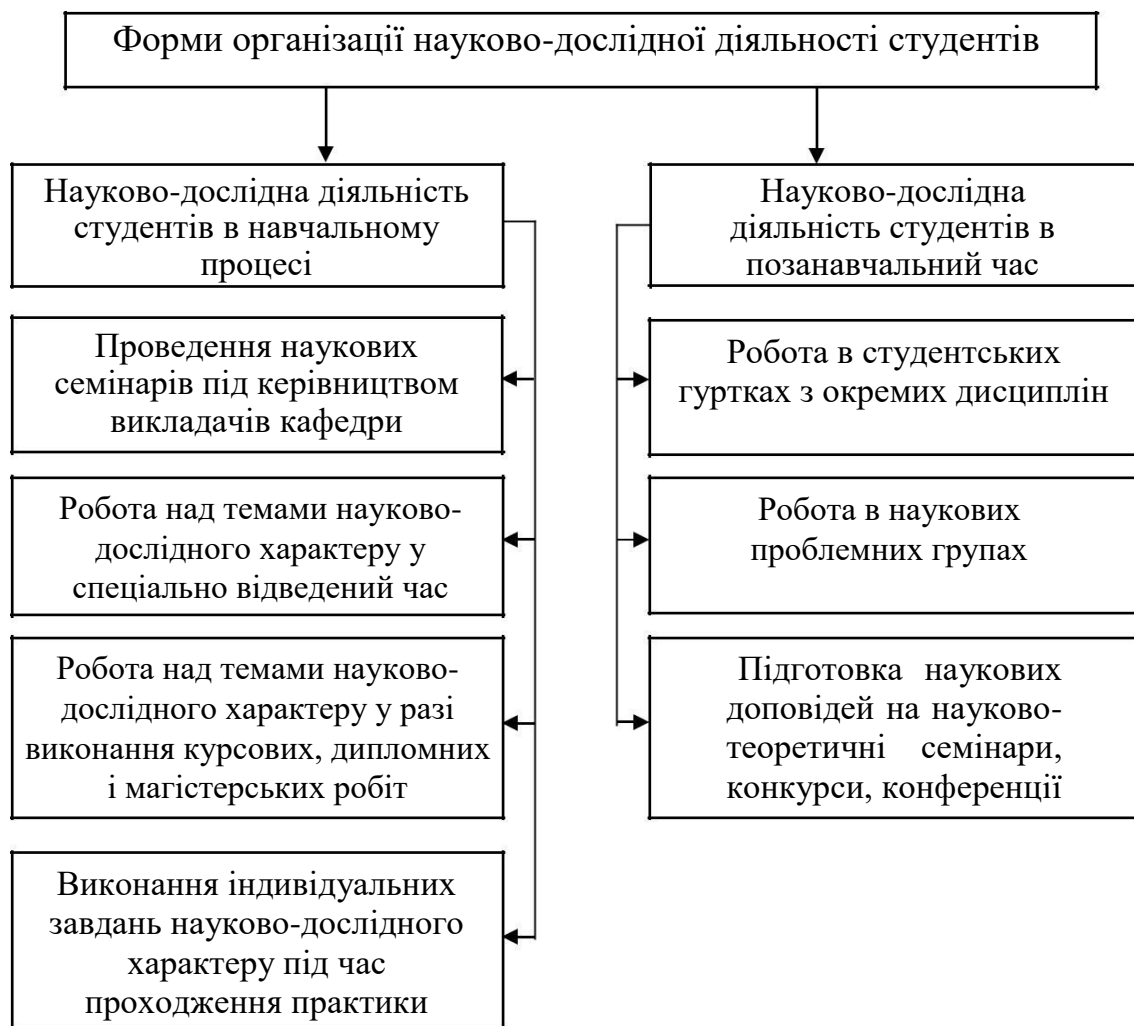 Форми організації науково-дослідної діяльності студентів
Науково-дослідна діяльність
студентів в навчальному
процесі
Проведення наукових
семінарів під керівництвом
викладачів кафедри
Робота над темами науково-
дослідного характеру у
спеціально відведений час
Робота над темами науково-
дослідного характеру у разі
виконання курсових, дипломних
і магістерських робіт
Виконання індивідуальних
завдань науково-дослідного
характеру під час
проходження практики
Науково-дослідна
діяльність студентів в
позанавчальний час
Робота в студентських
гуртках з окремих дисциплін
Робота в наукових
проблемних групах
Підготовка наукових
доповідей на науково-
теоретичні семінари,
конкурси, конференції